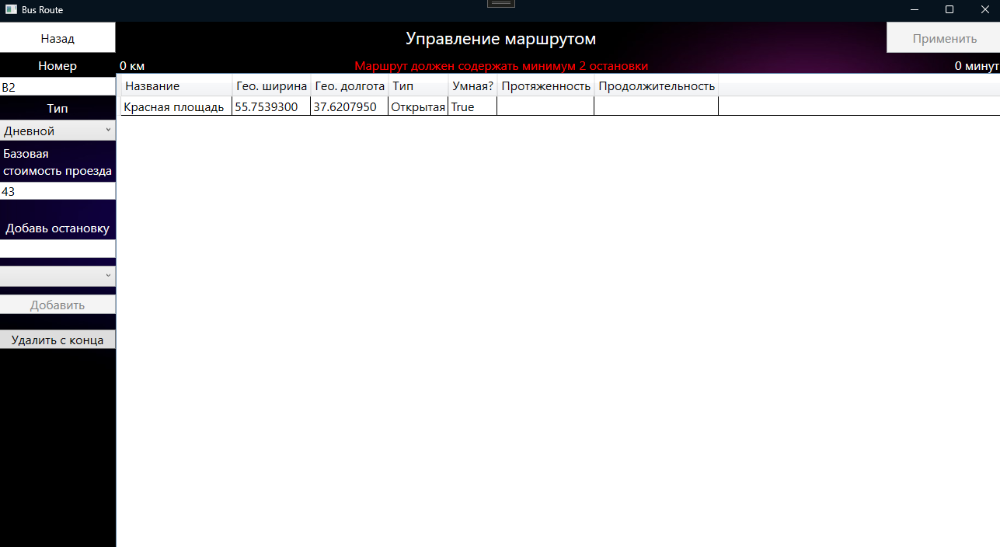 Bus Route
Назад
Управление маршрутом
Применить
Номер
0 км
Маршрут должен содержать минимум 2 остановки
0 минут
B2
Название Гео. ширина Гео. долгота Тип Умная? Протяженность Продолжительность
Красная площадь 55.7539300 37.6207950 Открытая True
Тип
Дневной
Базовая
стоимость проезда
43
Добавь остановку
Добавить
Удалить с конца